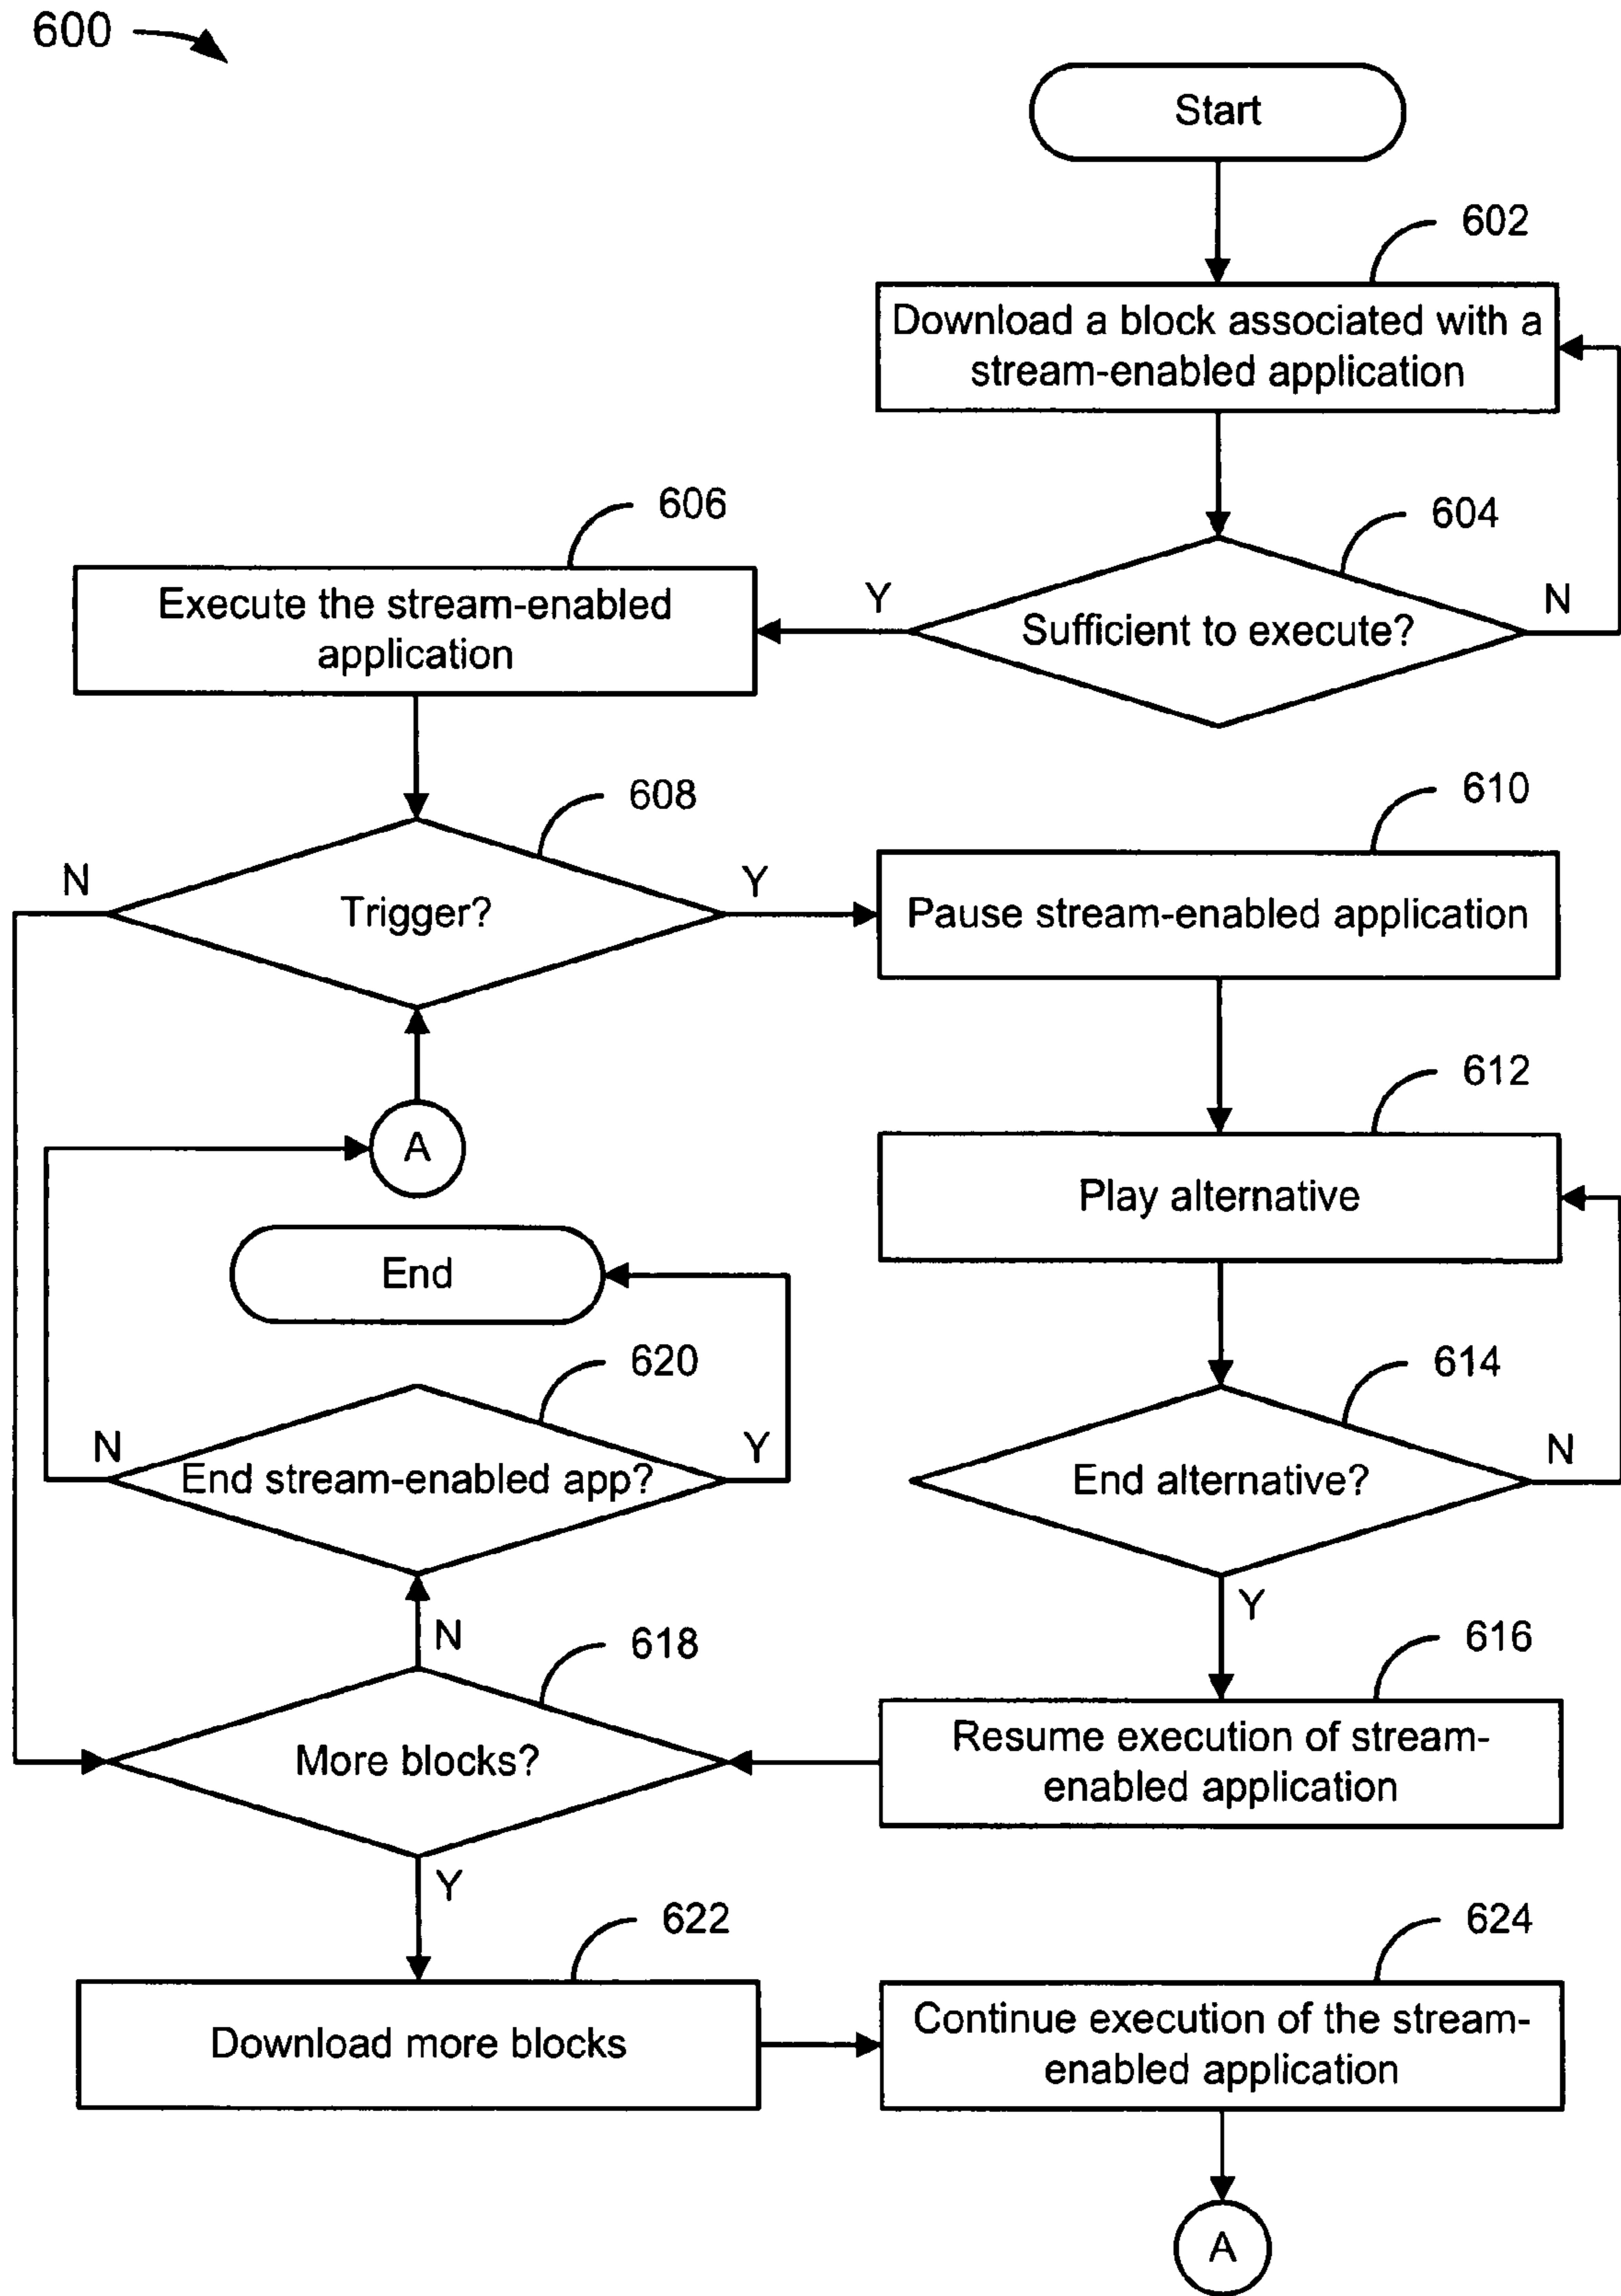 600
Start
602
Download a block associated with a
stream-enabled application
604
Sufficient to execute?
Y
N
606
Execute the stream-enabled
application
608
Trigger?
N
Y
610
Pause stream-enabled application
612
Play alternative
A
End
620
End stream-enabled app?
N
Y
614
End alternative?
N
Y
616
Resume execution of stream-
enabled application
618
More blocks?
N
Y
622
Download more blocks
624
Continue execution of the stream-
enabled application
A